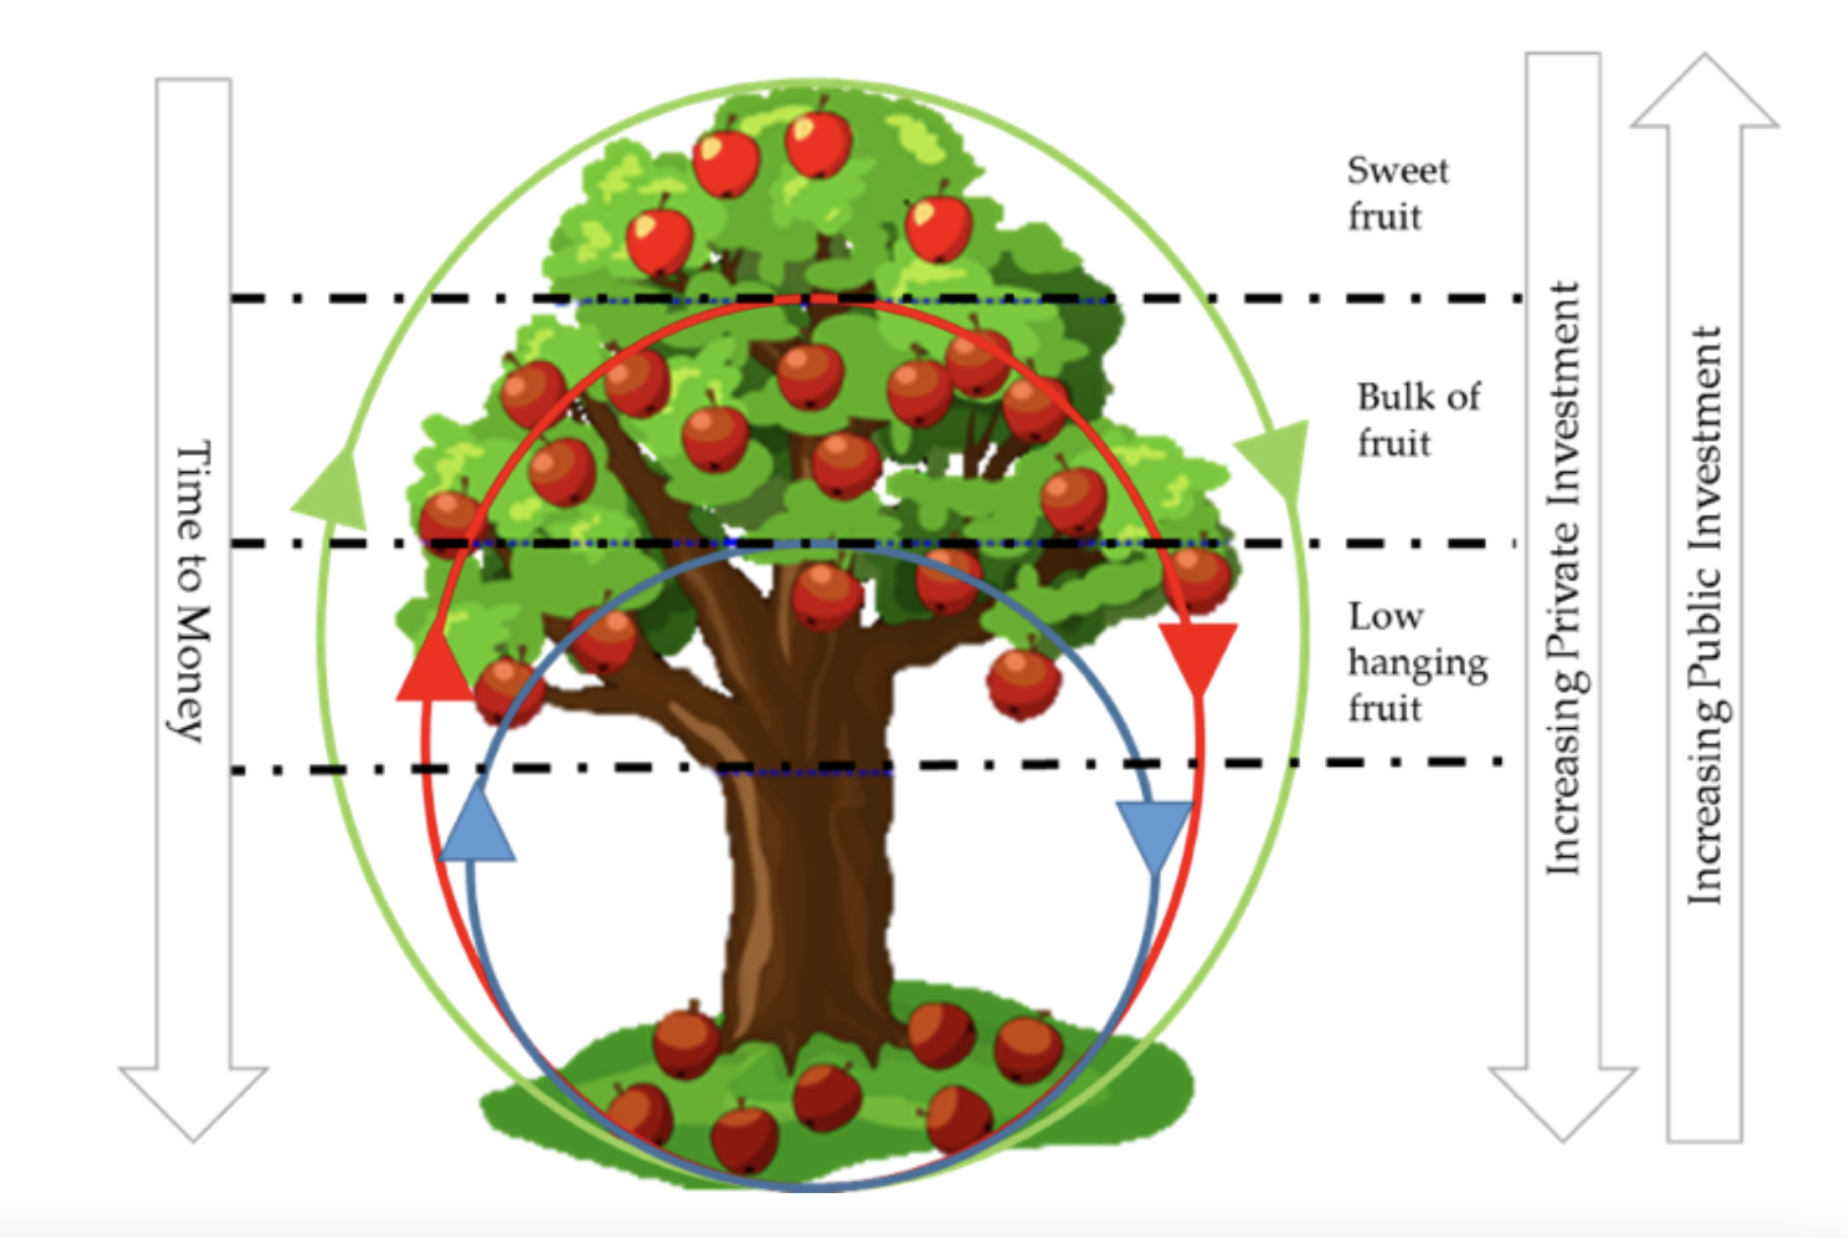 Time to Money
Sweet
fruit
Bulk of
fruit
Low
hanging
fruit
Increasing Private Investment
Increasing Public Investment